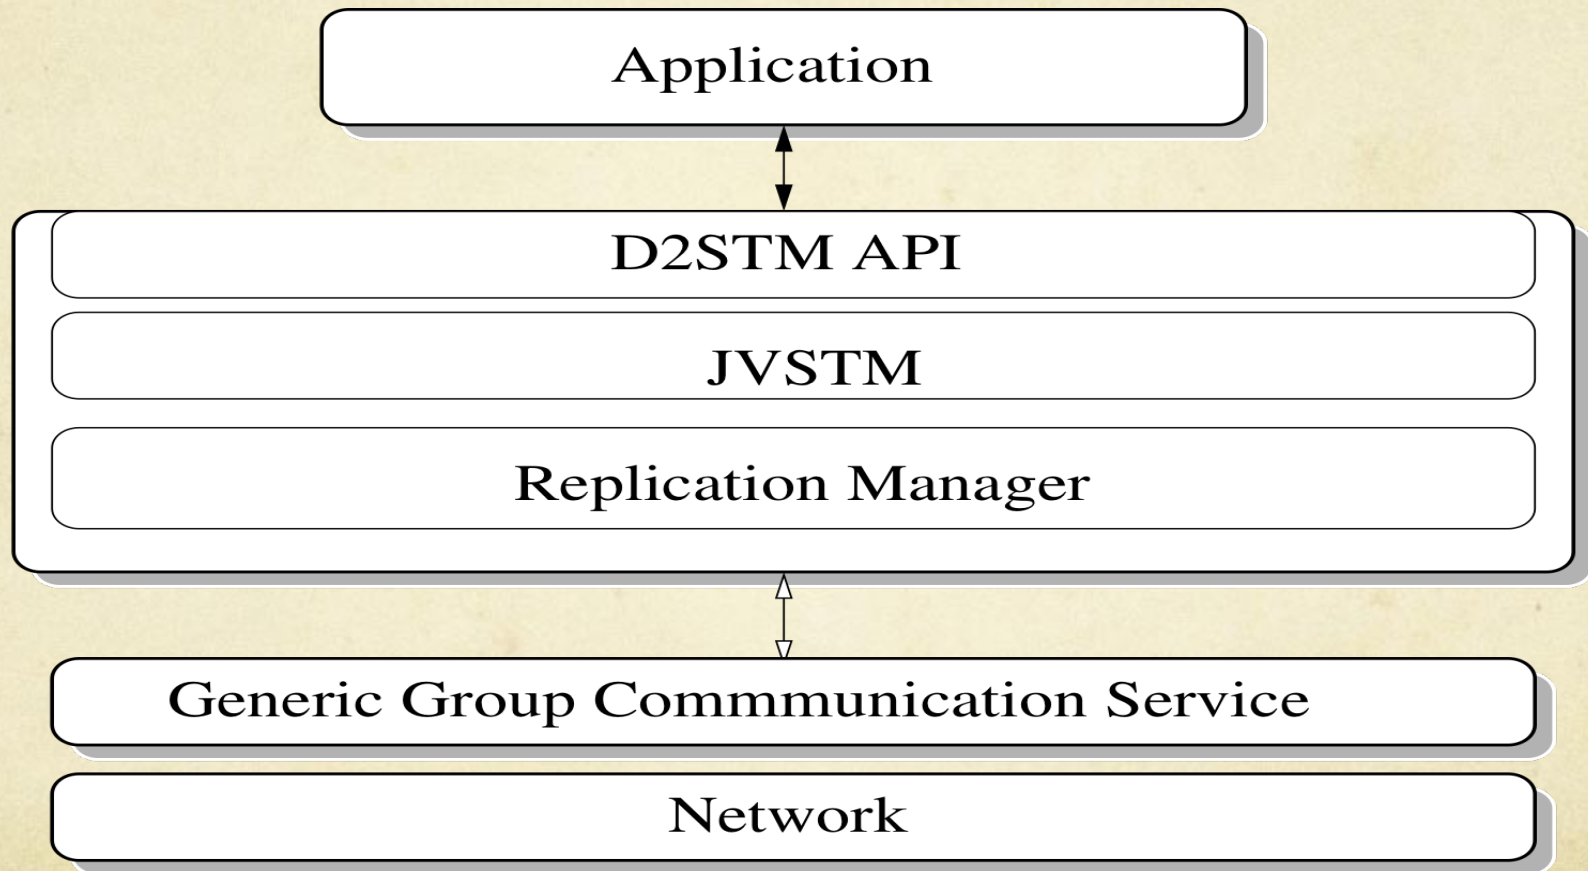 Application
D2STM API
JVSTM
Replication Manager
Generic Group Commmunication Service
Network